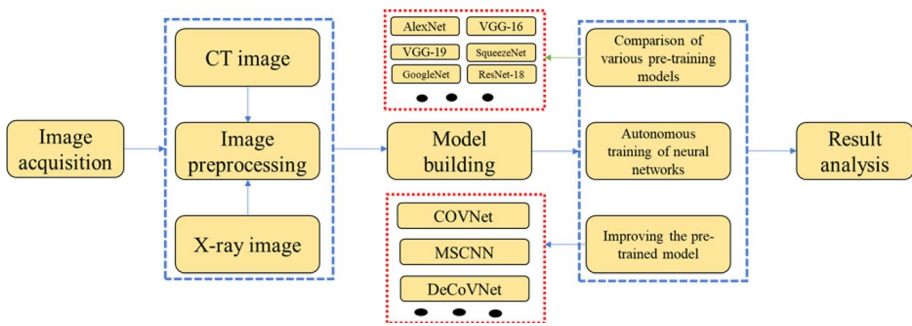 Image
acquisition
CT image
Image
preprocessing
X-ray image
AlexNet
VGG-16
VGG-19
SqueezeNet
GoogleNet
ResNet-18
Model
building
COVNet
MSCNN
DeCoVNet
Comparison of
various pre-training
models
Autonomous
training of neural
networks
Improving the pre-
trained model
Result
analysis